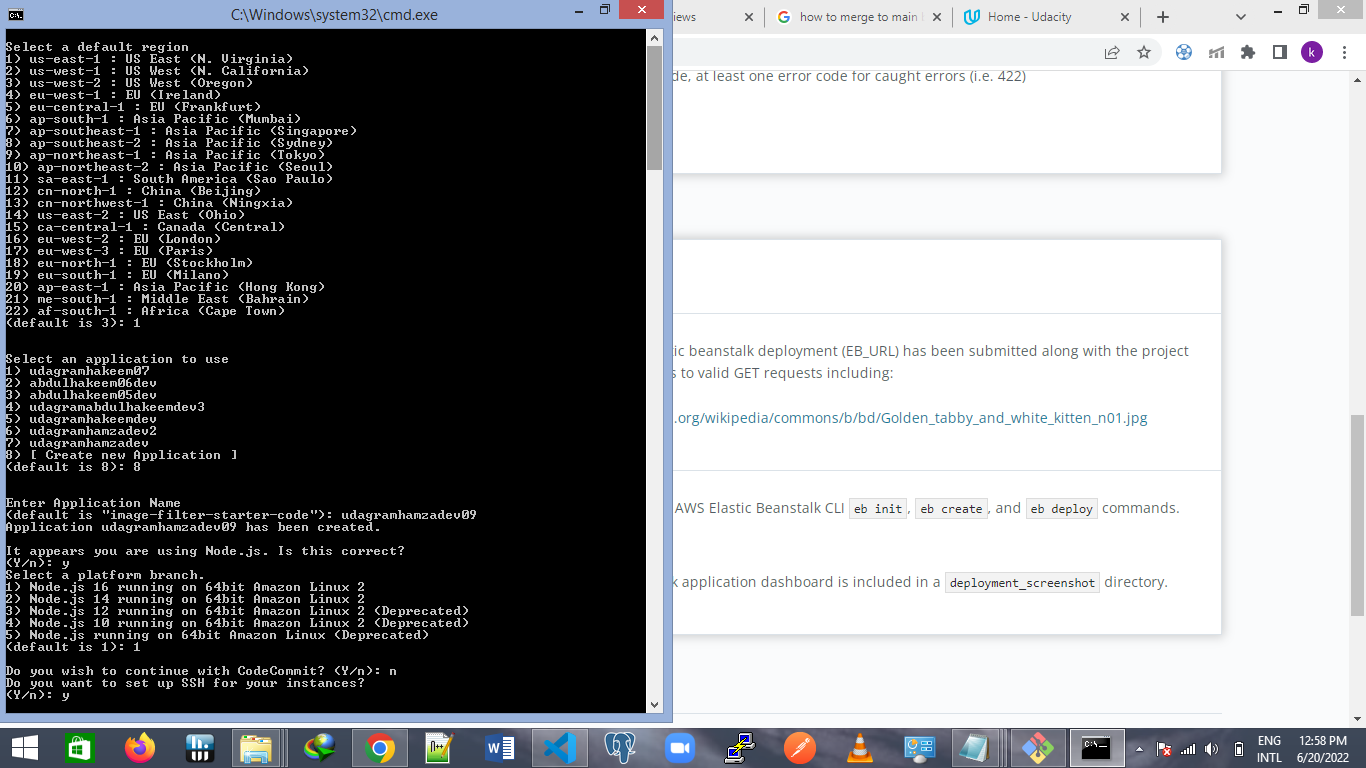 C:\Windows\system32\cmd.exe
Select a default region
1) us-east-1 : US East (N. Virginia)
2) us-west-1 : US West (N. California)
3) us-west-2 : US West (Oregon)
4) eu-west-1 : EU (Ireland)
5) eu-central-1 : EU (Frankfurt)
6) ap-south-1 : Asia Pacific (Mumbai)
7) ap-southeast-1 : Asia Pacific (Singapore)
8) ap-southeast-2 : Asia Pacific (Sydney)
9) ap-northeast-1 : Asia Pacific (Tokyo)
10) ap-northeast-2 : Asia Pacific (Seoul)
11) sa-east-1 : South America (Sao Paulo)
12) cn-north-1 : China (Beijing)
13) cn-northwest-1 : China (Ningxia)
14) us-east-2 : US East (Ohio)
15) ca-central-1 : Canada (Central)
16) eu-west-2 : EU (London)
17) eu-west-3 : EU (Paris)
18) eu-north-1 : EU (Stockholm)
19) eu-south-1 : EU (Milano)
20) ap-east-1 : Asia Pacific (Hong Kong)
21) me-south-1 : Middle East (Bahrain)
22) af-south-1 : Africa (Cape Town)
(default is 3): 1
Select an application to use
1) udagramhakeem07
2) abdulhakeem06dev
3) abdulhakeem05dev
4) udagramabdulhakeemdev3
5) udagramhakeemdev
6) udagramhamzadev2
7) udagramhamzadev
8) [ Create new Application ]
(default is 8): 8
Enter Application Name
(default is "image-filter-starter-code"): udagramhamzadev09
Application udagramhamzadev09 has been created.
It appears you are using Node.js. Is this correct?
(Y/n): y
Select a platform branch.
1) Node.js 16 running on 64bit Amazon Linux 2
2) Node.js 14 running on 64bit Amazon Linux 2
3) Node.js 12 running on 64bit Amazon Linux 2 (Deprecated)
4) Node.js 10 running on 64bit Amazon Linux 2 (Deprecated)
5) Node.js running on 64bit Amazon Linux (Deprecated)
(default is 1): 1
Do you wish to continue with CodeCommit? (Y/n): n
Do you want to set up SSH for your instances?
(Y/n): y
iews
how to merge to main
Home - Udacity
k
de, at least one error code for caught errors (i.e. 422)
tic beanstalk deployment (EB_URL) has been submitted along with the project
s to valid GET requests including:
.org/wikipedia/commons/b/bd/Golden_tabby_and_white_kitten_n01.jpg
AWS Elastic Beanstalk CLI eb init, eb create, and eb deploy commands.
k application dashboard is included in a deployment_screenshot directory.
ENG
INTL
12:58 PM
6/20/2022